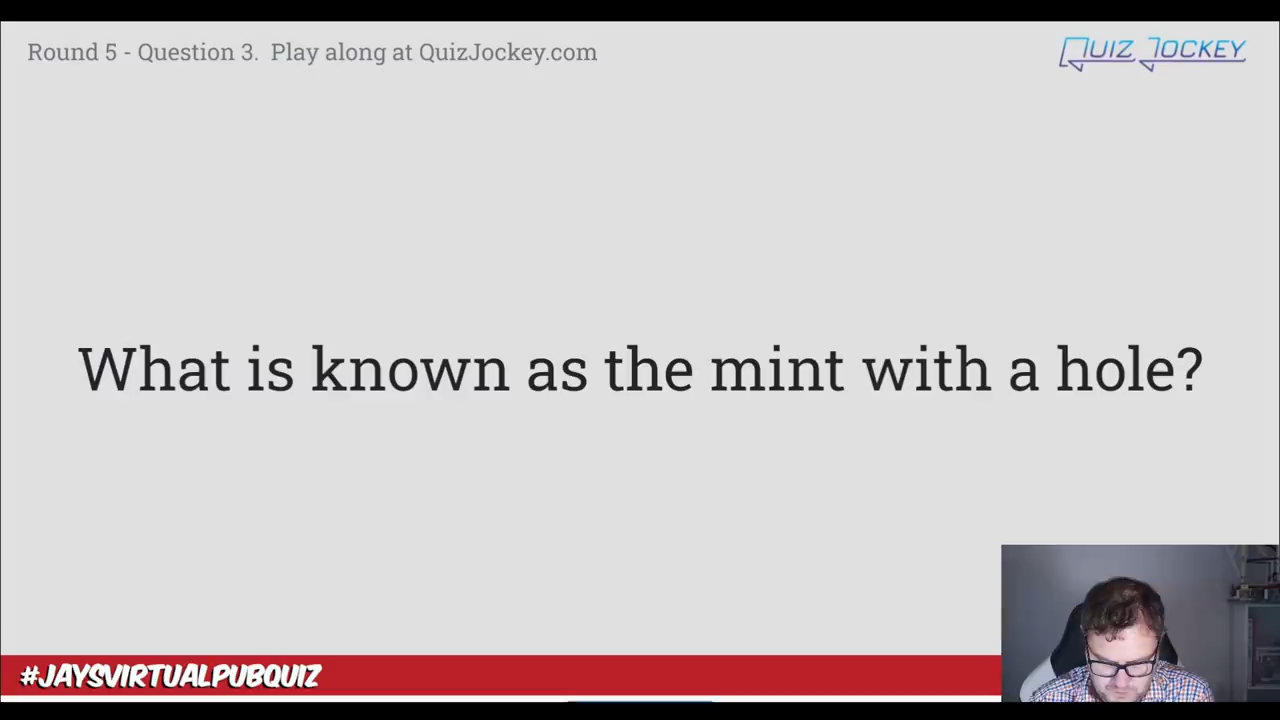 Round 5 - Question 3.  Play along at QuizJockey.com
QUIZ JOCKEY
What is known as the mint with a hole?
#JAYSVIRTUALPUBQUIZ